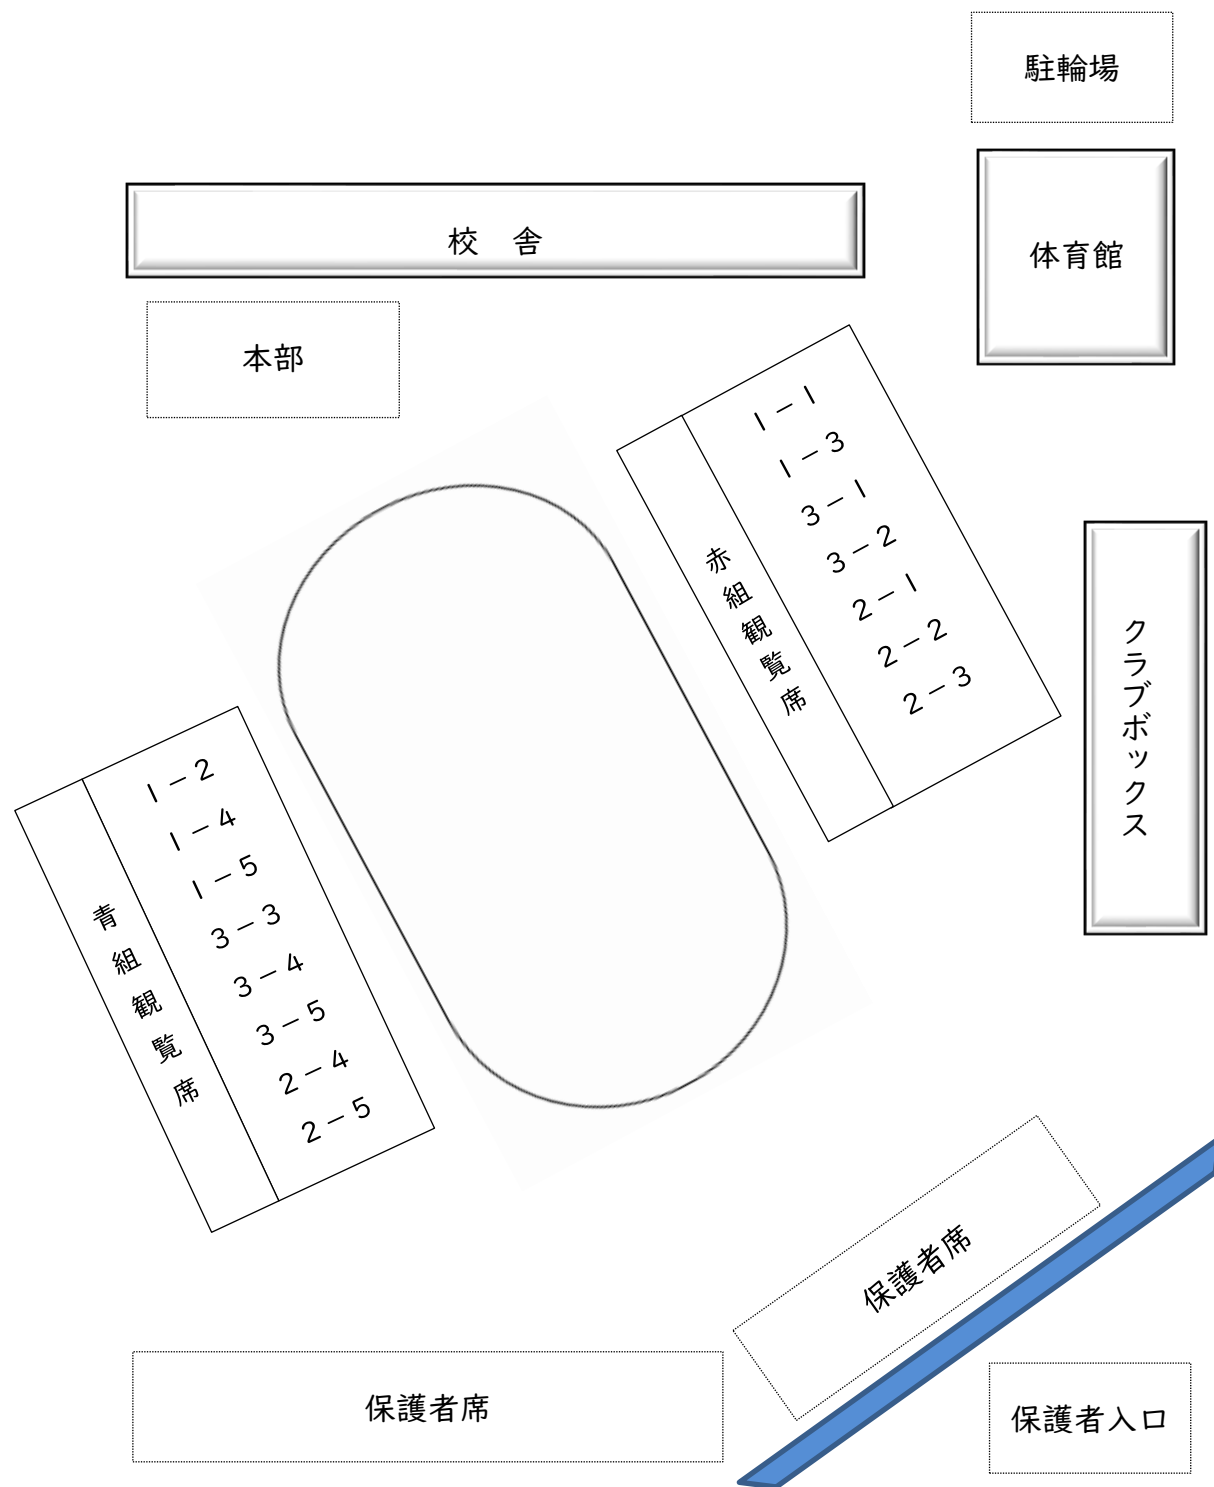 駐輪場
校　舎
体育館
本部
１－１
１－３
３－１
３－２
２－１
２－２
２－３
赤組観覧席
クラブボックス
１－２
１－４
１－５
３－３
３－４
３－５
２－４
２－５
青組観覧席
保護者席
保護者席
保護者入口